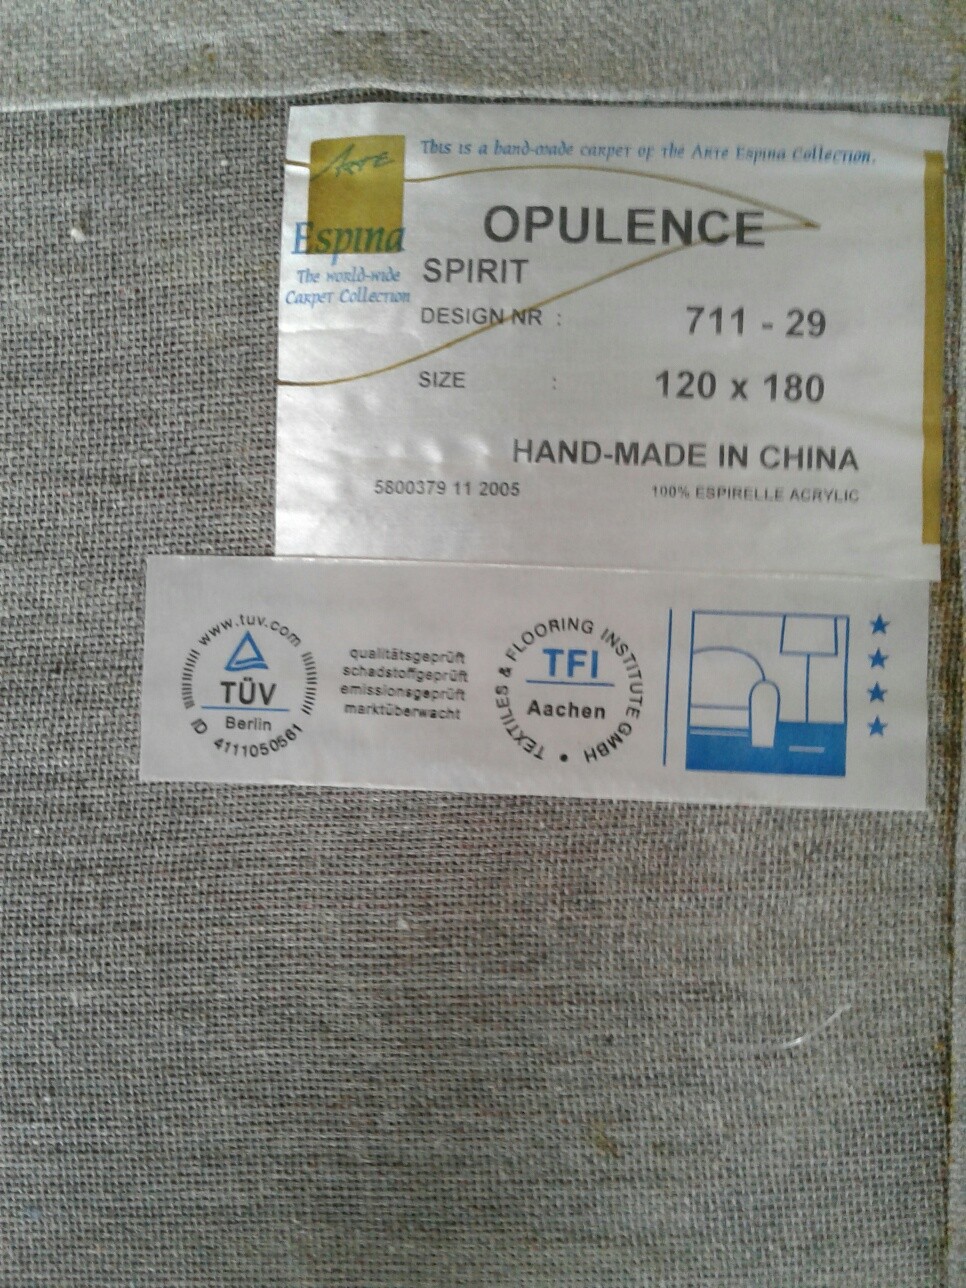 Arte
Espina
The world-wide
Carpet Collection
This is a hand-made carpet of the Arte Espina Collection.
OPULENCE
SPIRIT
DESIGN NR : 711 - 29
SIZE : 120 x 180
HAND-MADE IN CHINA
5800379 11 2005 100% ESPIRELLE ACRYLIC
www.tuv.com
TÜV
Berlin
ID 4111050561
qualitätsgeprüft
schadstoffgeprüft
emissionsgeprüft
marktüberwacht
TEXTILES & FLOORING INSTITUTE GMBH
TFI
Aachen